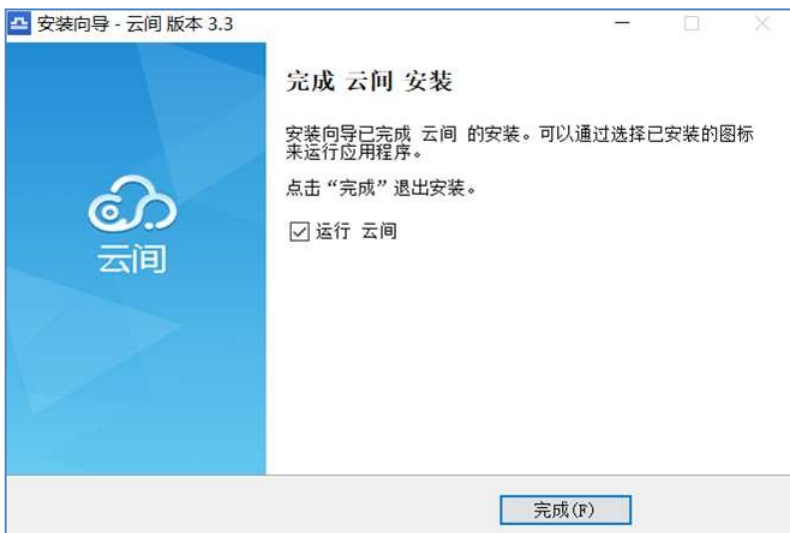 安装向导 - 云间 版本 3.3
完成 云间 安装
安装向导已完成 云间 的安装。可以通过选择已安装的图标
来运行应用程序。
点击“完成”退出安装。
运行 云间
云间
完成(F)